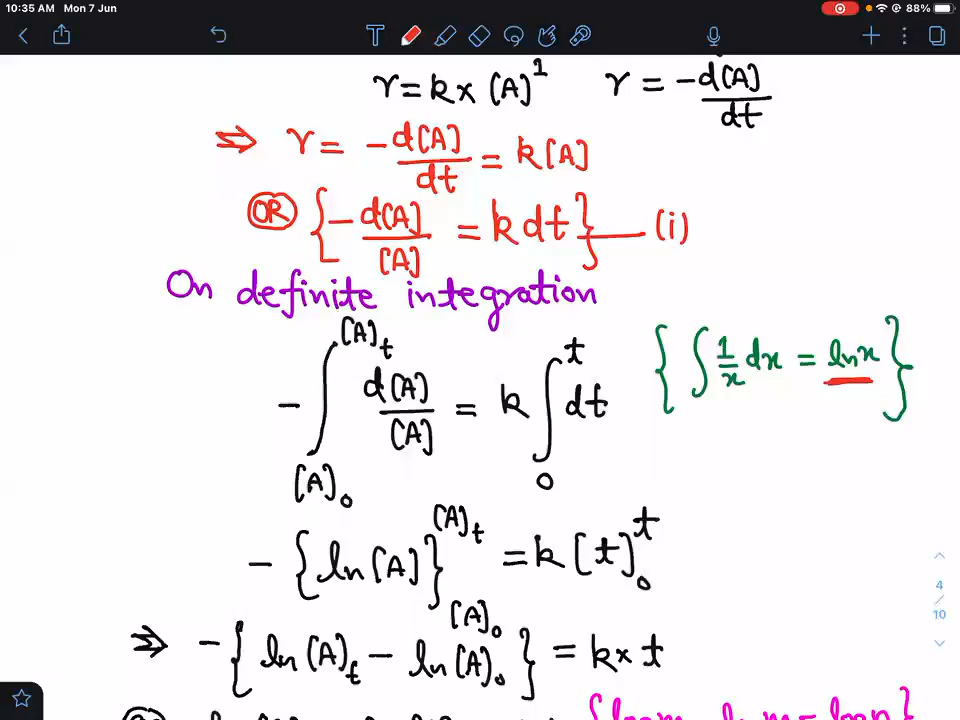 10:35 AM Mon 7 Jun 88%
r = k x [A]^1 r = -d[A]/dt
⇒ r = -d[A]/dt = k[A]
OR { -d[A]/[A] = k dt } — (i)
On definite integration
- ∫_{[A]_0}^{[A]_t} d[A]/[A] = k ∫_0^t dt { ∫ 1/x dx = ln x }
- { ln [A] }_{[A]_0}^{[A]_t} = k [t]_0^t
⇒ - { ln [A]_t - ln [A]_0 } = k x t
4
/
10